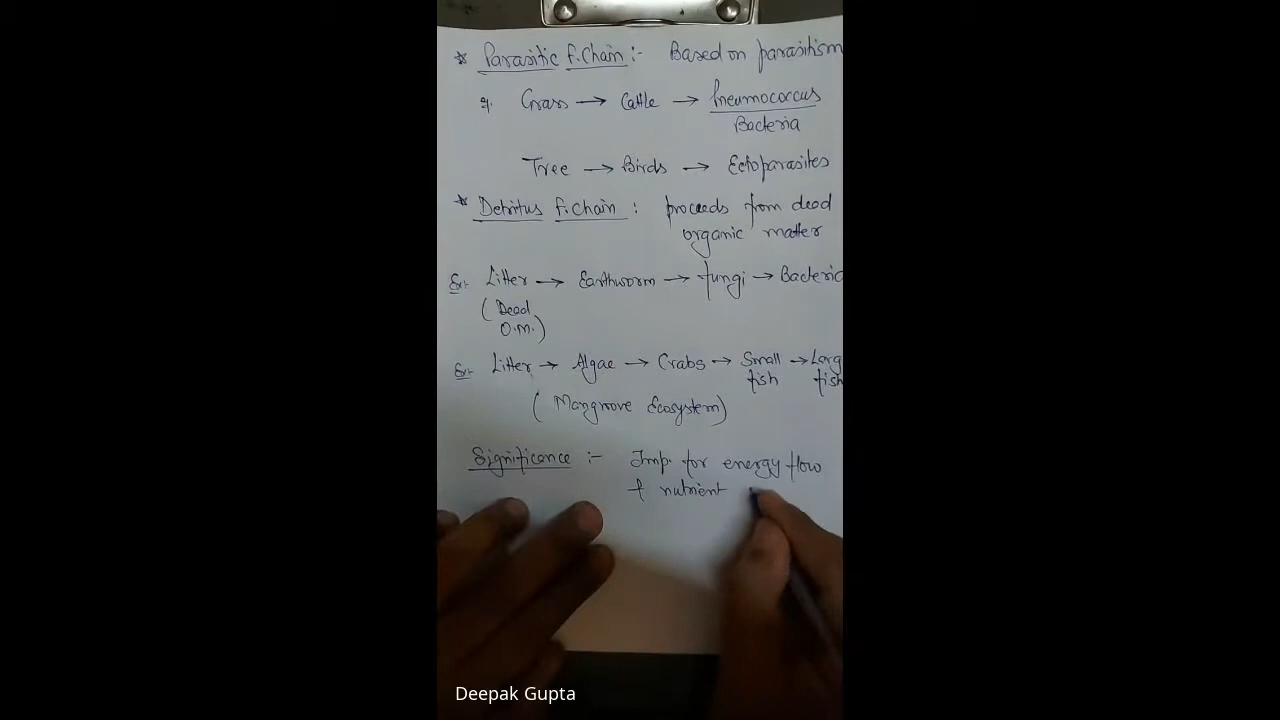 * Parasitic f. Chain :- Based on parasitism
eg. Grass → Cattle → Pneumococcus
Bacteria
Tree → Birds → Ectoparasites
* Detritus f. Chain : proceeds from dead
organic matter
Ex:- Litter → Earthworm → fungi → Bacteria
(Dead
O.M.)
Ex:- Litter → Algae → Crabs → Small → Larg
fish fish
(Mangrove Ecosystem)
Significance :- Imp. for energy flow
+ nutrient
Deepak Gupta